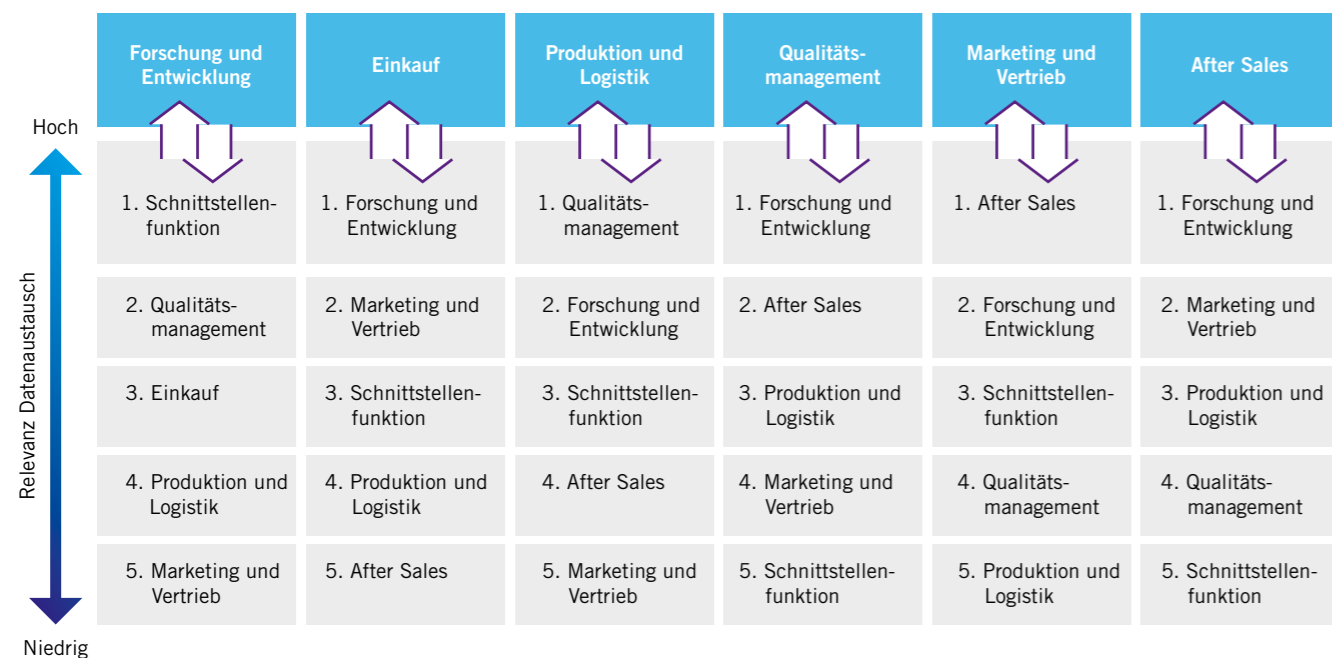 Forschung und
Entwicklung
Einkauf
Produktion und
Logistik
Qualitäts-
management
Marketing und
Vertrieb
After Sales
Hoch
Relevanz Datenaustausch
Niedrig
1. Schnittstellen-
funktion
1. Forschung und
Entwicklung
1. Qualitäts-
management
1. Forschung und
Entwicklung
1. After Sales
1. Forschung und
Entwicklung
2. Qualitäts-
management
2. Marketing und
Vertrieb
2. Forschung und
Entwicklung
2. After Sales
2. Forschung und
Entwicklung
2. Marketing und
Vertrieb
3. Einkauf
3. Schnittstellen-
funktion
3. Schnittstellen-
funktion
3. Produktion und
Logistik
3. Schnittstellen-
funktion
3. Produktion und
Logistik
4. Produktion und
Logistik
4. Produktion und
Logistik
4. After Sales
4. Marketing und
Vertrieb
4. Qualitäts-
management
4. Qualitäts-
management
5. Marketing und
Vertrieb
5. After Sales
5. Marketing und
Vertrieb
5. Schnittstellen-
funktion
5. Produktion und
Logistik
5. Schnittstellen-
funktion